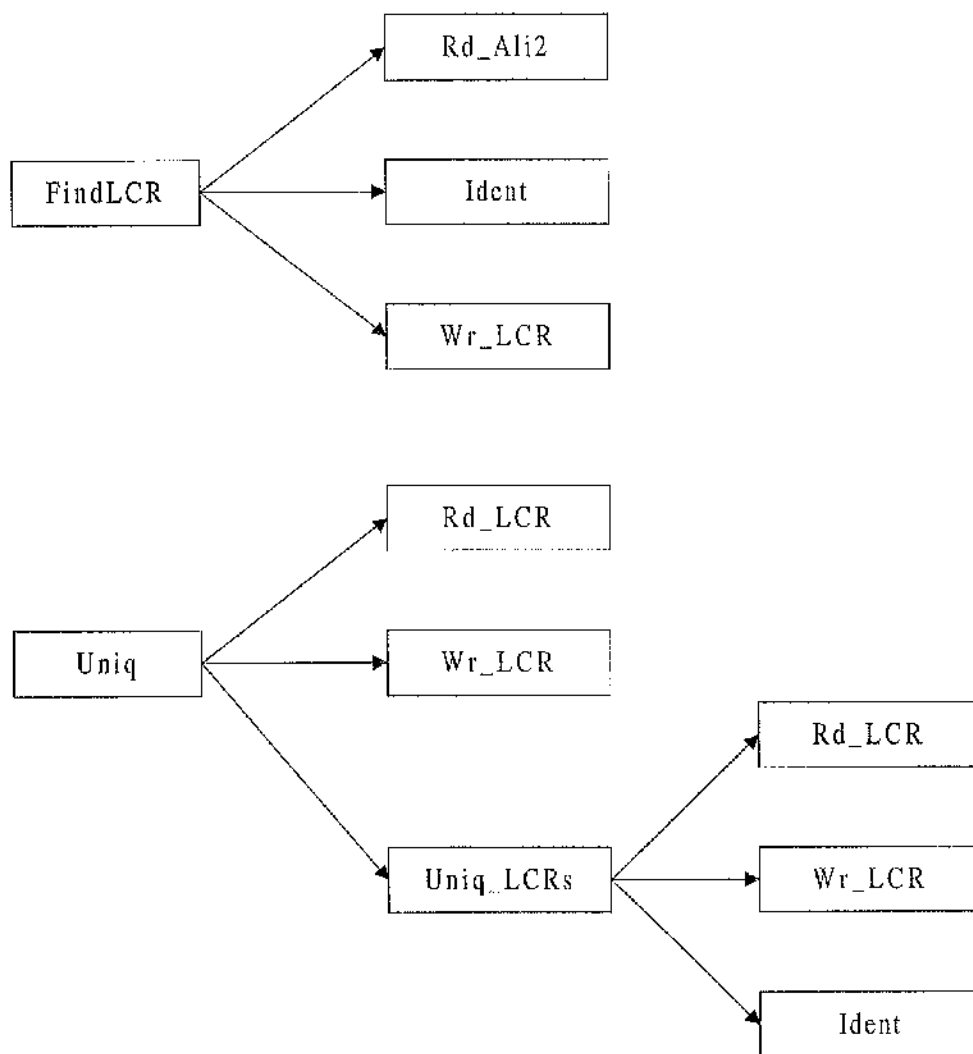 Rd_Ali2
FindLCR
Ident
Wr_LCR
Rd_LCR
Uniq
Wr_LCR
Rd_LCR
Uniq_LCRs
Wr_LCR
Ident